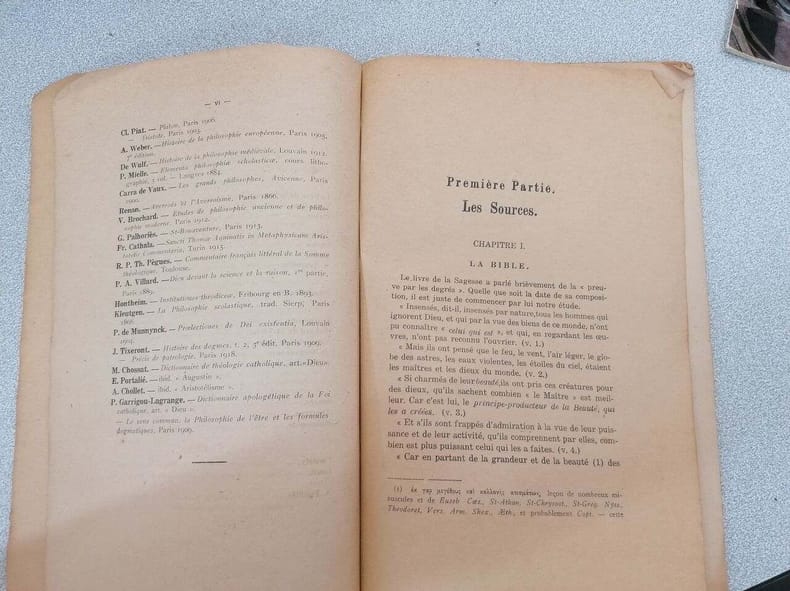 — VI —
Cl. Piat. — Platon, Paris 1906.
Aristote, Paris 1903.
A. Weber. — Histoire de la philosophie européenne, Paris 1905,
7e édition.
De Wulf. — Histoire de la philosophie médiévale, Louvain 1912.
P. Mielle. — Elementa philosophiæ scholasticæ, cours litho-
graphié, 2 vol. — Langres 1884.
Carra de Vaux. — Les grands philosophes, Avicenne, Paris
1900.
Renan. — Averroès et l'Averroïsme. Paris 1866.
V. Brochard. — Etudes de philosophie ancienne et de philo-
sophie moderne, Paris 1912.
G. Palhoriès. — St-Bonaventure, Paris 1913.
Fr. Cathala. — Sancti Thomæ Aquinatis in Metaphysicam Aris-
totelis Commentaria, Turin 1915.
R. P. Th. Pègues. — Commentaire français littéral de la Somme
théologique, Toulouse.
P. A. Villard. — Dieu devant la science et la raison, 1re partie,
Paris 1889.
Hontheim. — Institutiones theodiceæ, Fribourg en B. 1893.
Kleutgen. — La Philosophie scolastique, trad. Sierp, Paris
P. de Munnynck. — Prælectiones de Dei existentia, Louvain
1904.
J. Tixeront. — Histoire des dogmes, t. 2, 5e édit. Paris 1909.
— Précis de patrologie, Paris 1918.
M. Chossat. — Dictionnaire de théologie catholique, art. «Dieu».
E. Portalié. — ibid. « Augustin ».
A. Chollet. — ibid. « Aristotélisme ».
P. Garrigou-Lagrange. — Dictionnaire apologétique de la Foi
catholique, art. « Dieu ».
— Le sens commun, la Philosophie de l'être et les formules
dogmatiques, Paris 1909.
Première Partie.
Les Sources.
CHAPITRE I.
LA BIBLE.
Le livre de la Sagesse a parlé brièvement de la « preu-
ve par les degrés ». Quelle que soit la date de sa composi-
tion, il est juste de commencer par lui notre étude.
« Insensés, dit-il, insensés par nature, tous les hommes qui
ignorent Dieu, et qui par la vue des biens de ce monde, n'ont
pu connaître « celui qui est », et qui, en regardant les œu-
vres, n'ont pas reconnu l'ouvrier. (v. 1.)
« Mais ils ont pensé que le feu, le vent, l'air léger, le glo-
be des astres, les eaux violentes, les étoiles du ciel, étaient
les maîtres et les dieux du monde. (v. 2.)
« Si charmés de leur beauté, ils ont pris ces créatures pour
des dieux, qu'ils sachent combien « le Maître » est meil-
leur. Car c'est lui, le principe-producteur de la Beauté, qui
les a créées. (v. 3.)
« Et s'ils sont frappés d'admiration à la vue de leur puis-
sance et de leur activité, qu'ils comprennent par elles, com-
bien est plus puissant celui qui les a faites. (v. 4.)
« Car en partant de la grandeur et de la beauté (1) des
(1) ἐκ γαρ μεγέθους καὶ καλλονῆς κτισμάτων, leçon de nombreux mi-
nuscules et de Euseb Cæs., St-Athan, St-Chrysost., St-Greg. Nyss.,
Theodoret, Vers. Arm. Shex., Æth., et probablement Copt. — cette